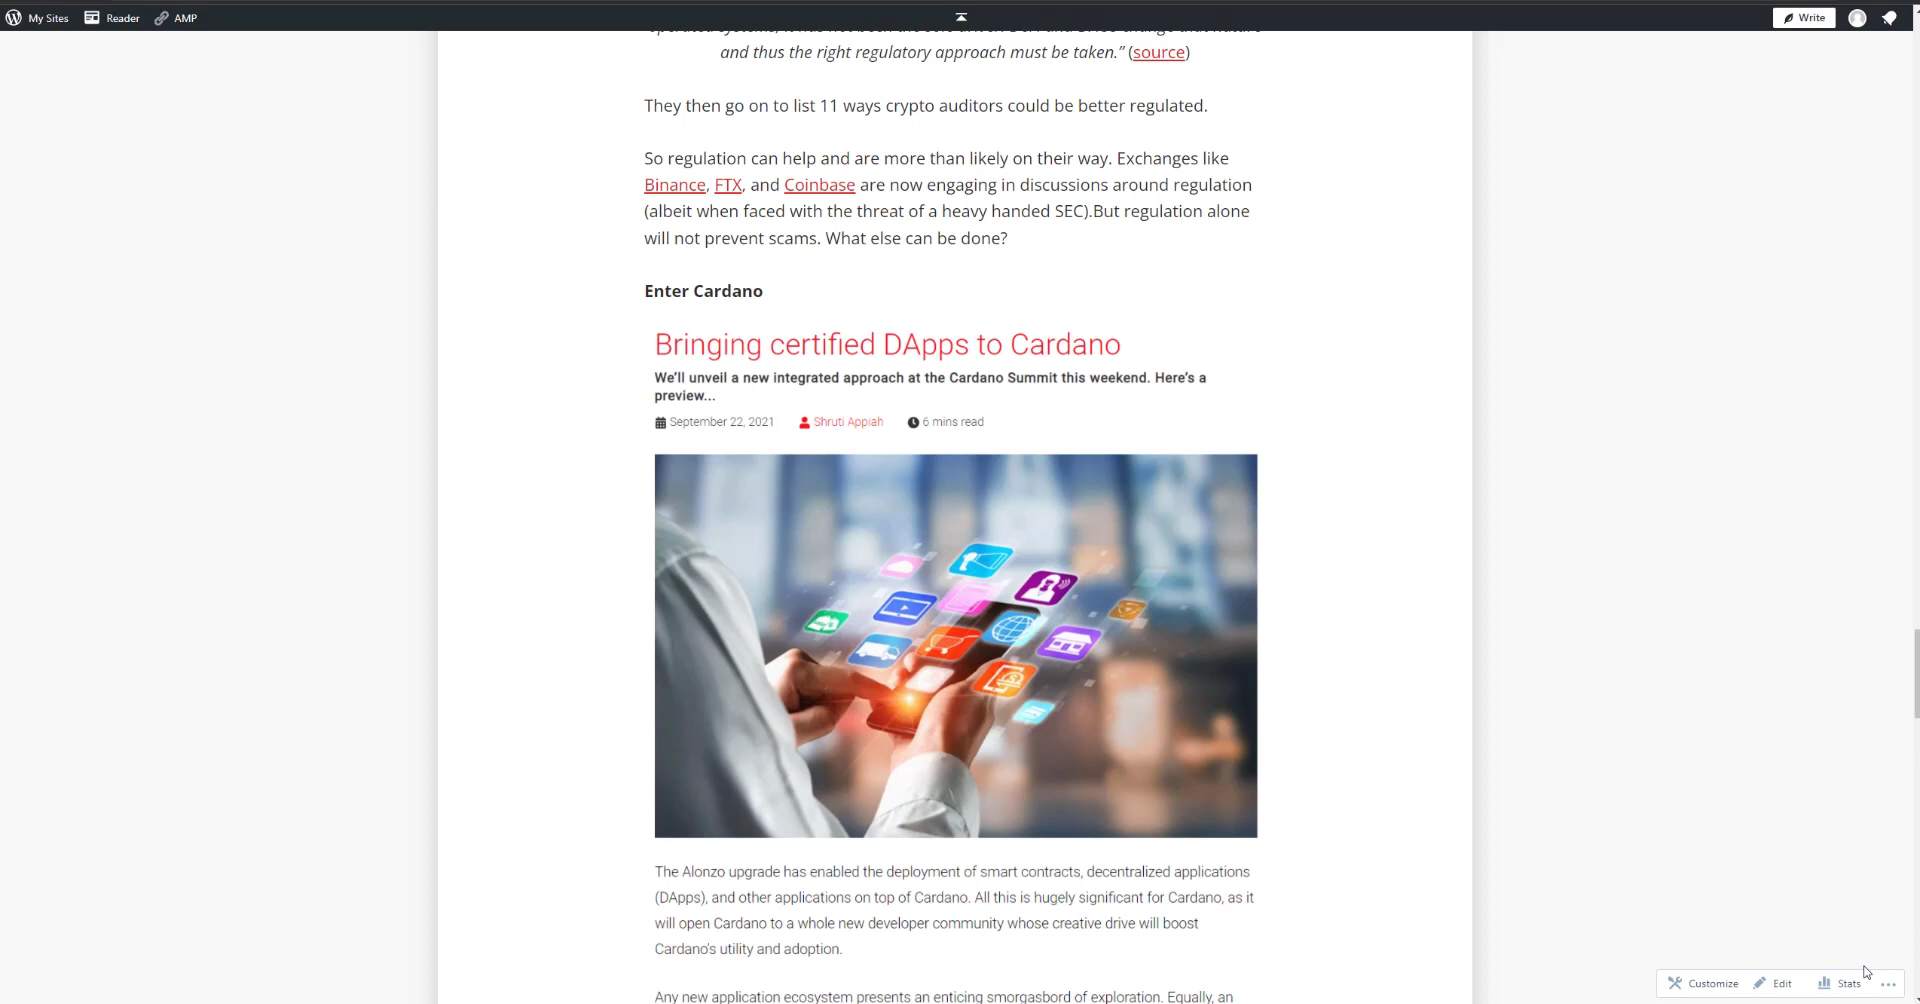 My Sites Reader AMP Write
and thus the right regulatory approach must be taken.” (source)
They then go on to list 11 ways crypto auditors could be better regulated.
So regulation can help and are more than likely on their way. Exchanges like
Binance, FTX, and Coinbase are now engaging in discussions around regulation
(albeit when faced with the threat of a heavy handed SEC).But regulation alone
will not prevent scams. What else can be done?
Enter Cardano
Bringing certified DApps to Cardano
We’ll unveil a new integrated approach at the Cardano Summit this weekend. Here’s a
preview...
September 22, 2021 Shruti Appiah 6 mins read
The Alonzo upgrade has enabled the deployment of smart contracts, decentralized applications
(DApps), and other applications on top of Cardano. All this is hugely significant for Cardano, as it
will open Cardano to a whole new developer community whose creative drive will boost
Cardano's utility and adoption.
Any new application ecosystem presents an enticing smorgasbord of exploration. Equally, an
Customize Edit Stats